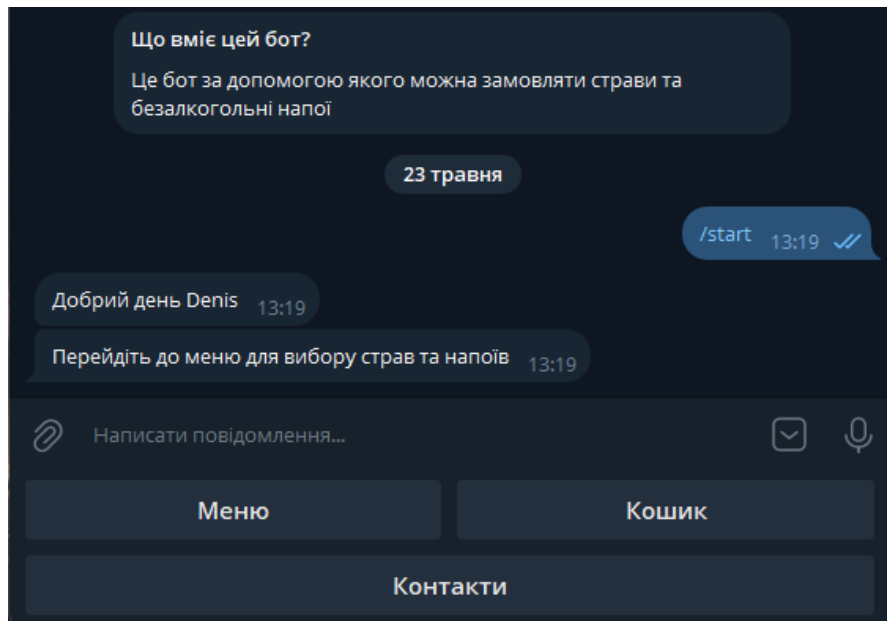 Що вміє цей бот?
Це бот за допомогою якого можна замовляти страви та
безалкогольні напої
23 травня
/start 13:19
Добрий день Denis 13:19
Перейдіть до меню для вибору страв та напоїв 13:19
Написати повідомлення...
Меню Кошик
Контакти